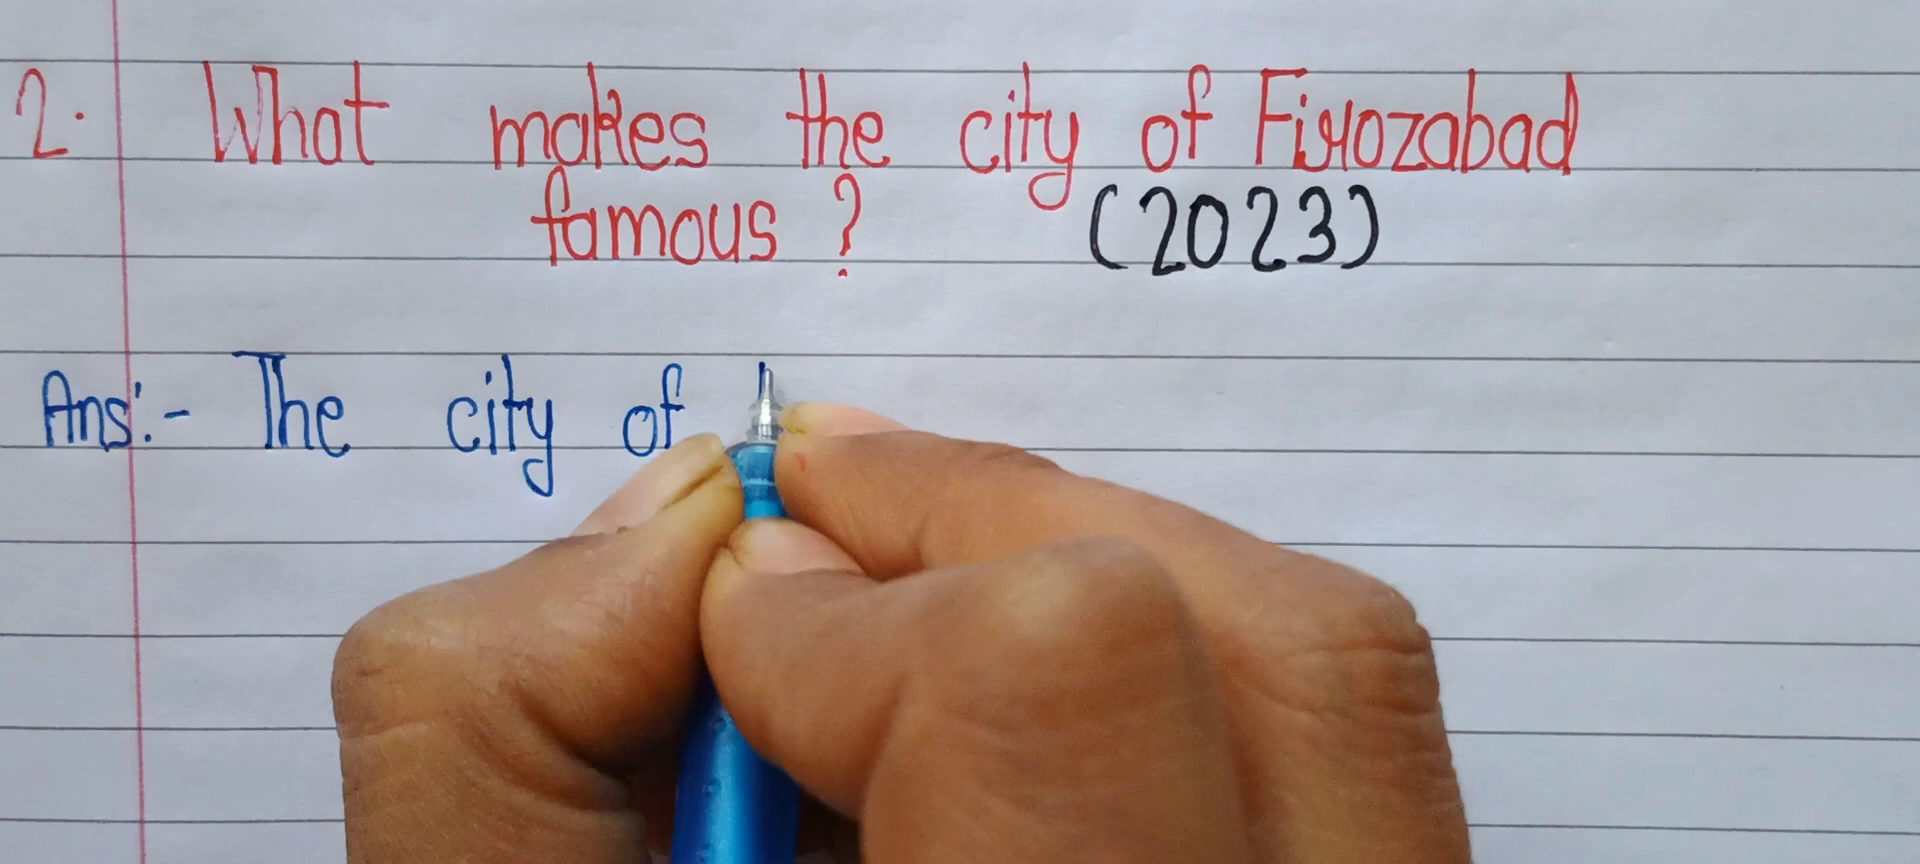 2. What makes the city of Firozabad
famous ? (2023)
Ans:- The city of